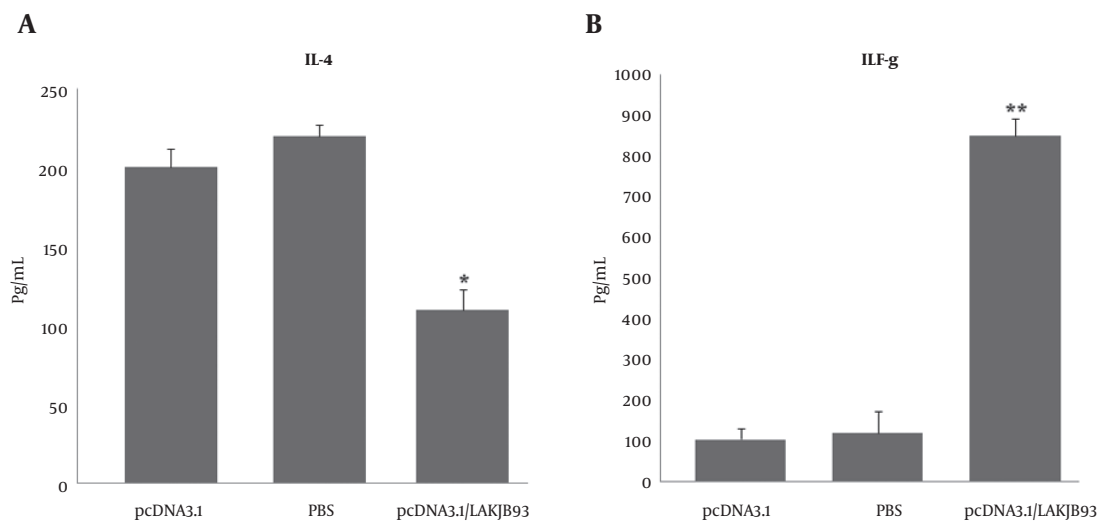 A
IL-4
250
200
150
100
50
0
Pg/mL
*
pcDNA3.1
PBS
pcDNA3.1/LAKJB93
B
ILF-g
1000
900
800
700
600
500
400
300
200
100
0
Pg/mL
**
pcDNA3.1
PBS
pcDNA3.1/LAKJB93